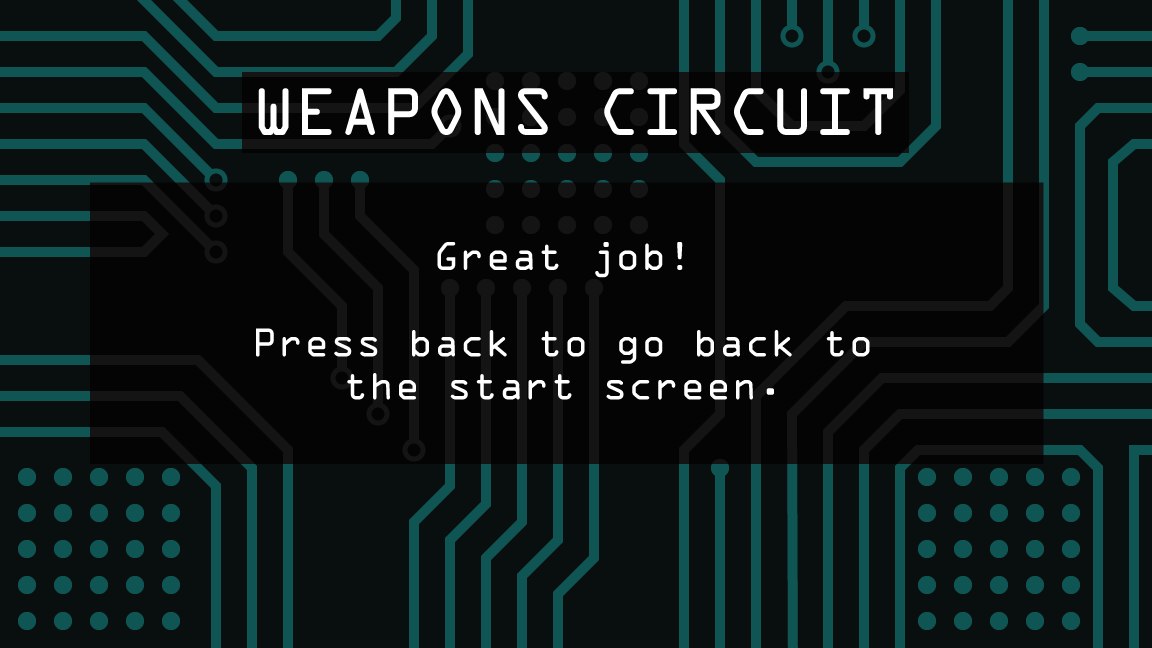 WEAPONS CIRCUIT
Great job!
Press back to go back to
the start screen.